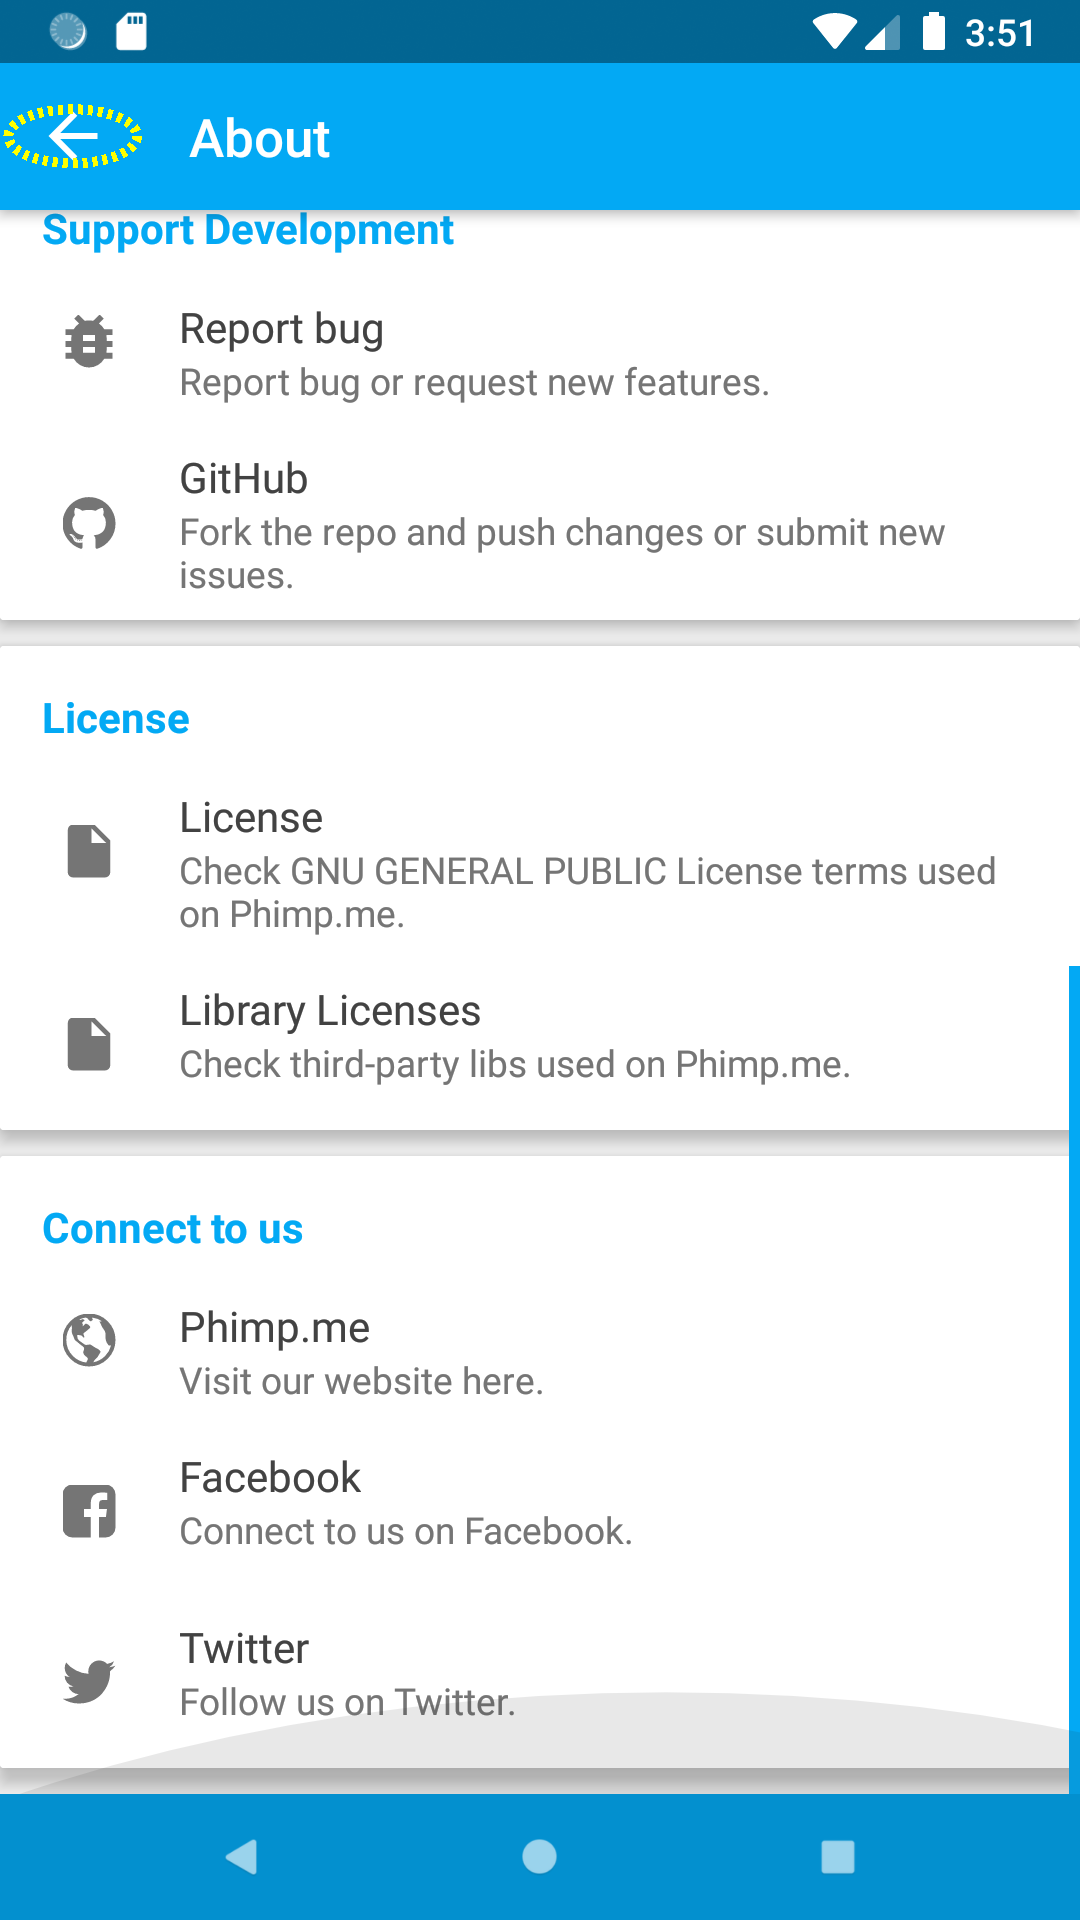 3:51
About
Support Development
Report bug
Report bug or request new features.
GitHub
Fork the repo and push changes or submit new
issues.
License
License
Check GNU GENERAL PUBLIC License terms used
on Phimp.me.
Library Licenses
Check third-party libs used on Phimp.me.
Connect to us
Phimp.me
Visit our website here.
Facebook
Connect to us on Facebook.
Twitter
Follow us on Twitter.